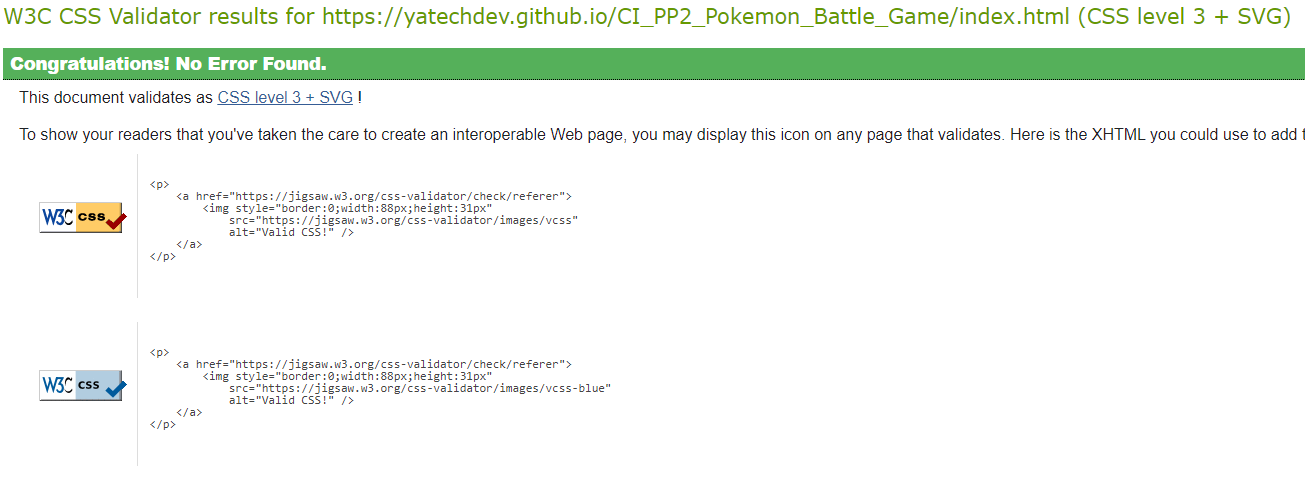 W3C CSS Validator results for https://yatechdev.github.io/CI_PP2_Pokemon_Battle_Game/index.html (CSS level 3 + SVG)
Congratulations! No Error Found.
This document validates as CSS level 3 + SVG !
To show your readers that you've taken the care to create an interoperable Web page, you may display this icon on any page that validates. Here is the XHTML you could use to add
<p>
<a href="https://jigsaw.w3.org/css-validator/check/referer">
<img style="border:0;width:88px;height:31px"
src="https://jigsaw.w3.org/css-validator/images/vcss"
alt="Valid CSS!" />
</a>
</p>
W3C css
<p>
<a href="https://jigsaw.w3.org/css-validator/check/referer">
<img style="border:0;width:88px;height:31px"
src="https://jigsaw.w3.org/css-validator/images/vcss-blue"
alt="Valid CSS!" />
</a>
</p>
W3C css